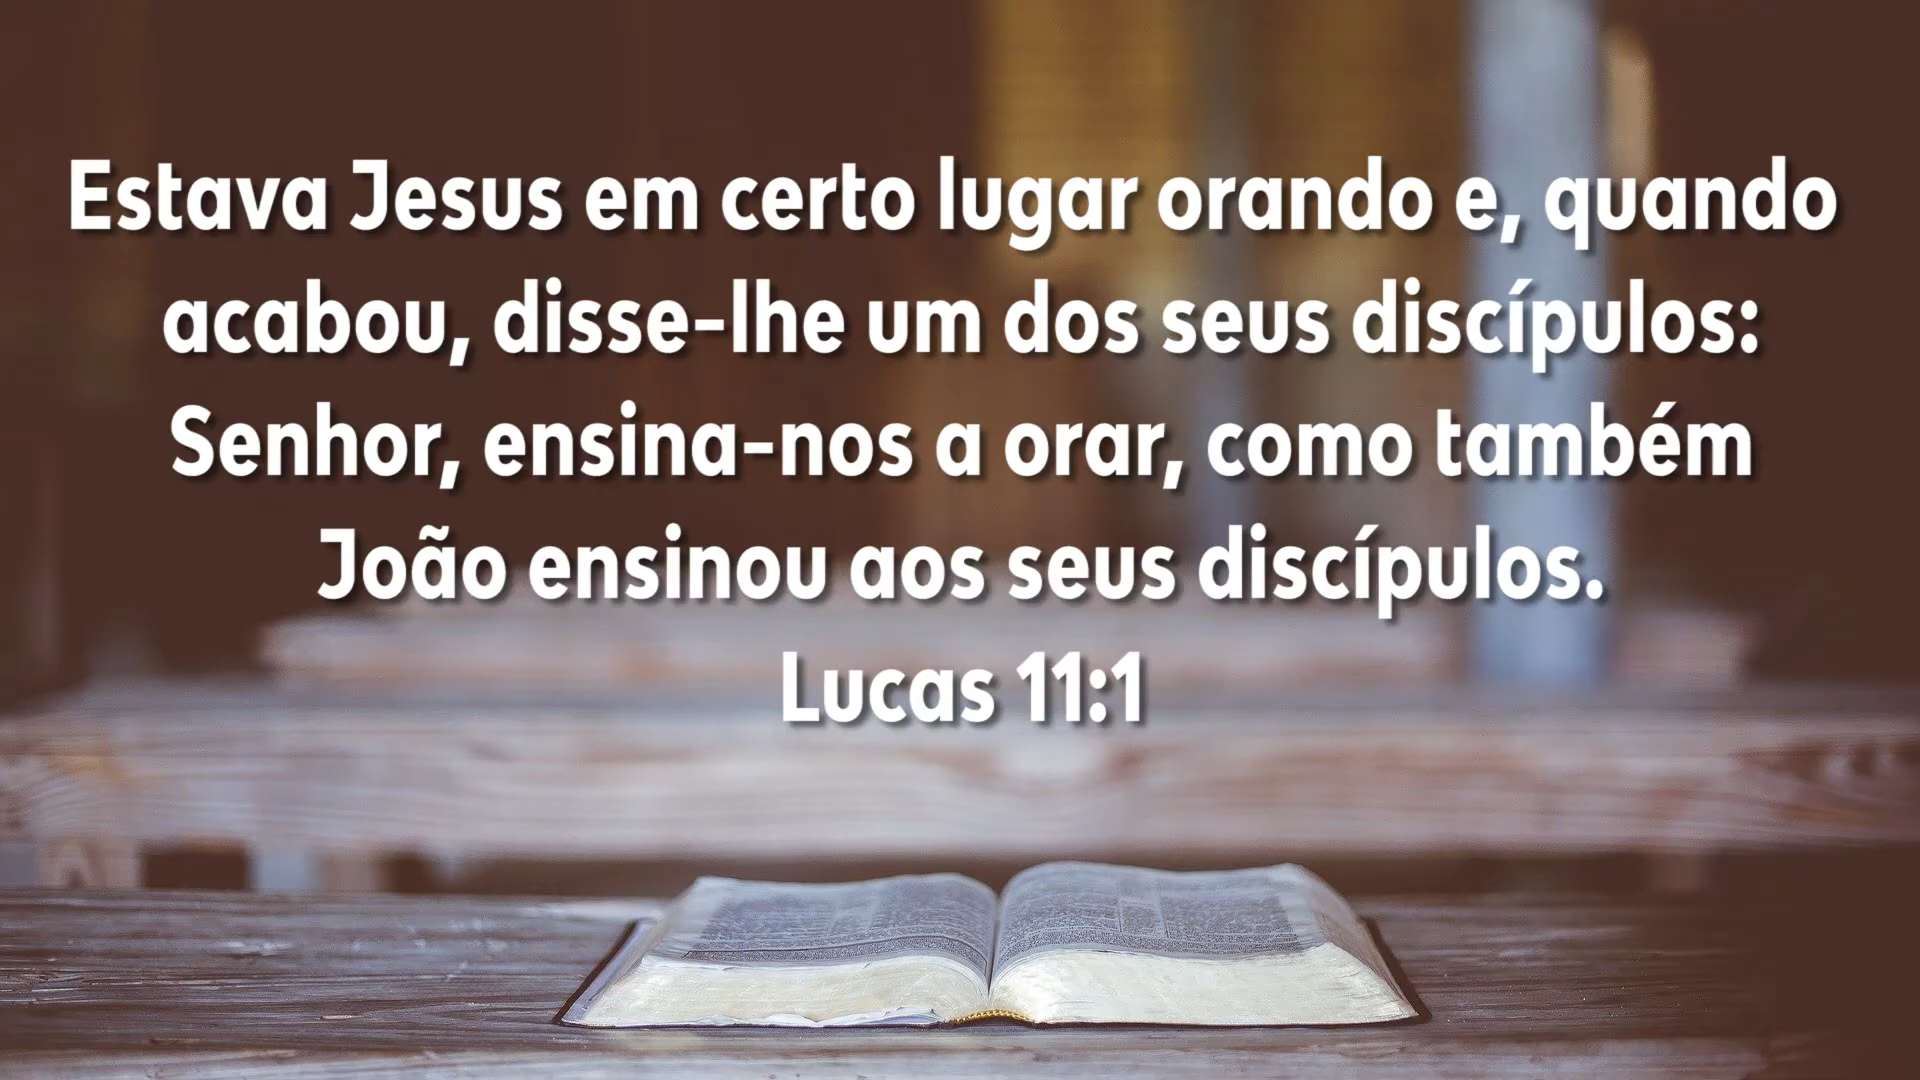 Estava Jesus em certo lugar orando e, quando
acabou, disse-lhe um dos seus discípulos:
Senhor, ensina-nos a orar, como também
João ensinou aos seus discípulos.
Lucas 11:1